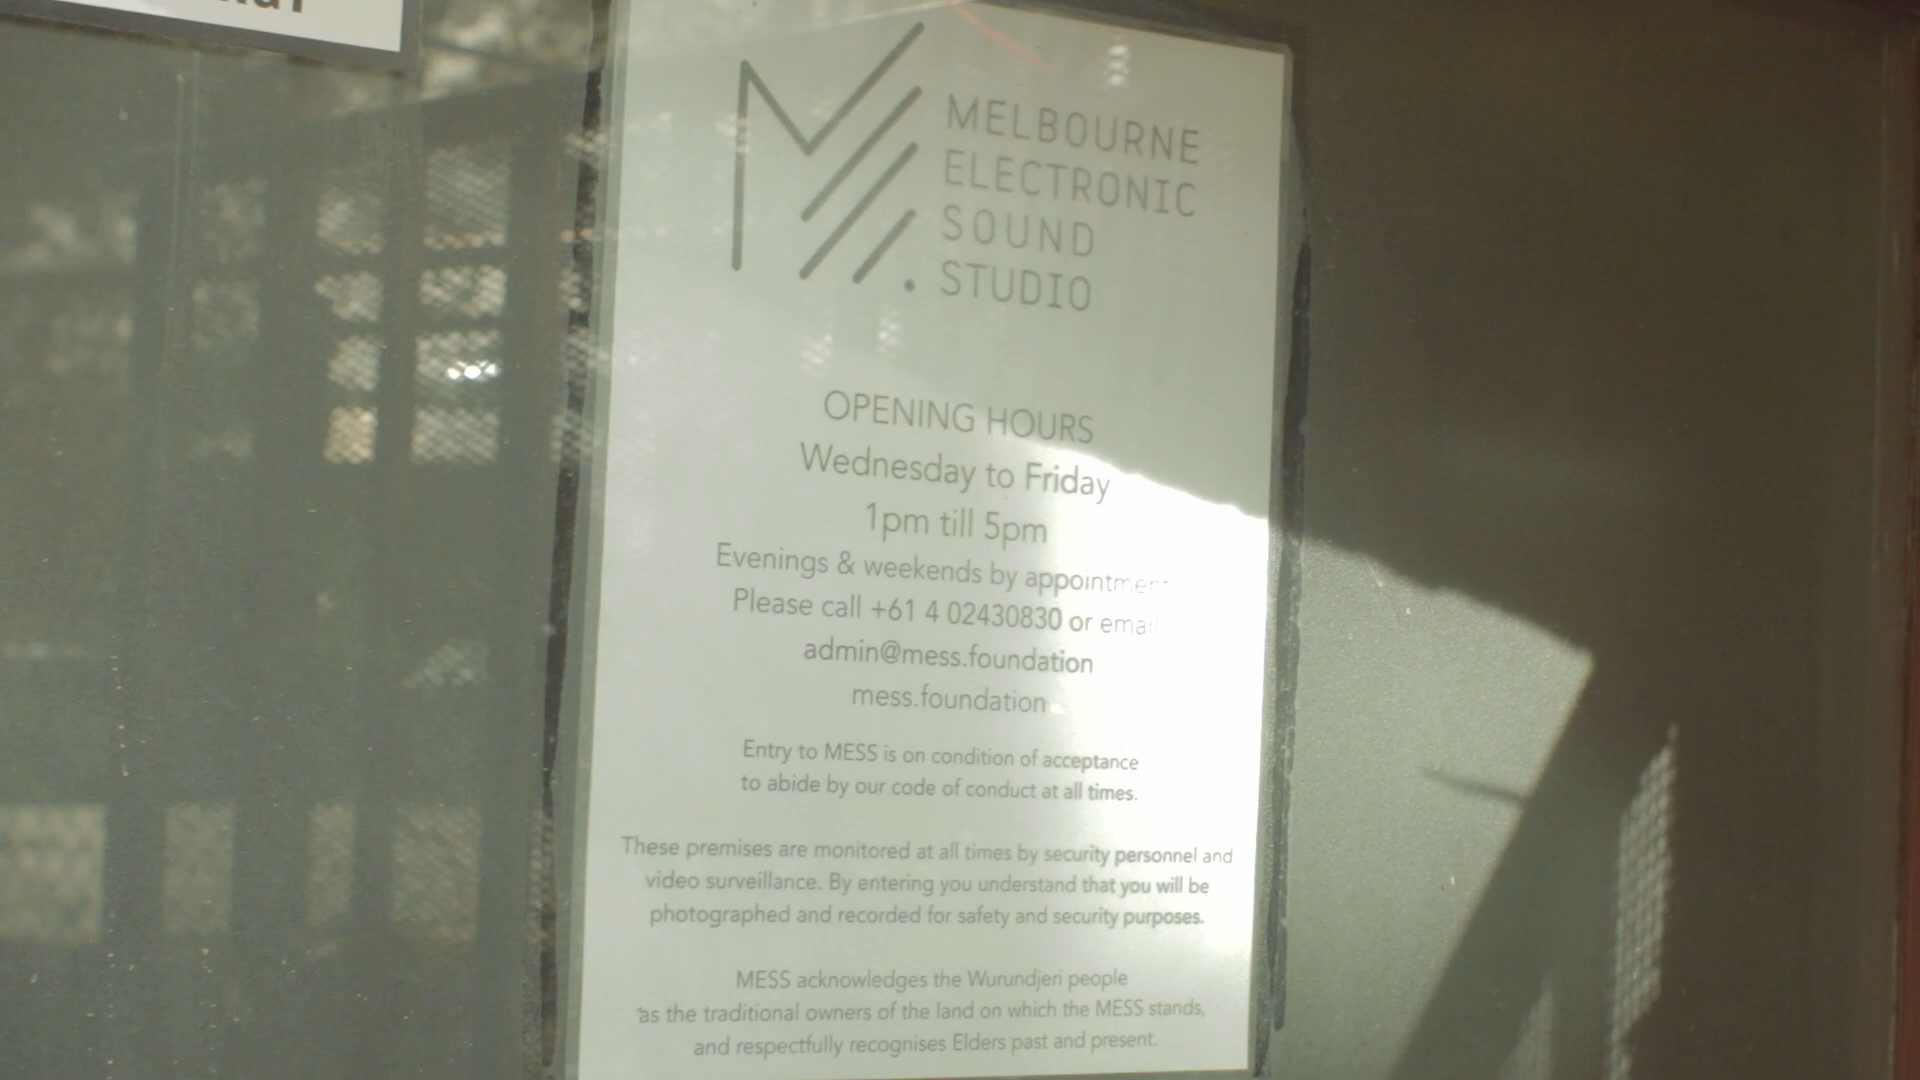 MELBOURNE
ELECTRONIC
SOUND
STUDIO
OPENING HOURS
Wednesday to Friday
1pm till 5pm
Evenings & weekends by appointment
Please call +61 4 02430830 or email
admin@mess.foundation
mess.foundation
Entry to MESS is on condition of acceptance
to abide by our code of conduct at all times.
These premises are monitored at all times by security personnel and
video surveillance. By entering you understand that you will be
photographed and recorded for safety and security purposes.
MESS acknowledges the Wurundjeri people
as the traditional owners of the land on which the MESS stands,
and respectfully recognises Elders past and present.